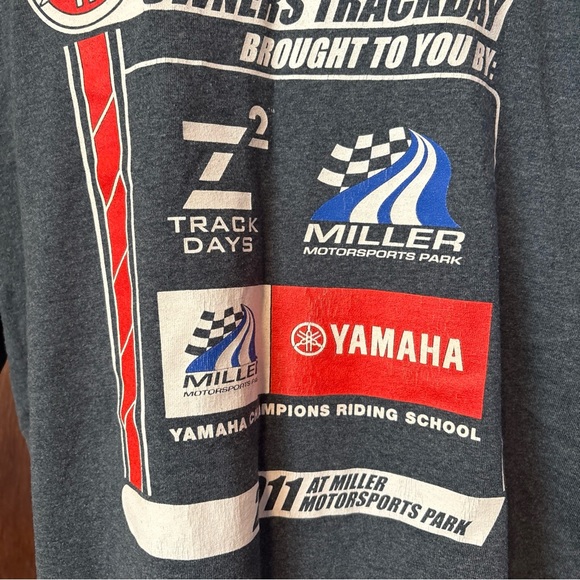 TRACKDAY
BROUGHT TO YOU BY:
Z2
TRACK
DAYS
MILLER
MOTORSPORTS PARK
MILLER
MOTORSPORTS PARK
YAMAHA
YAMAHA CHAMPIONS RIDING SCHOOL
AT MILLER
MOTORSPORTS PARK